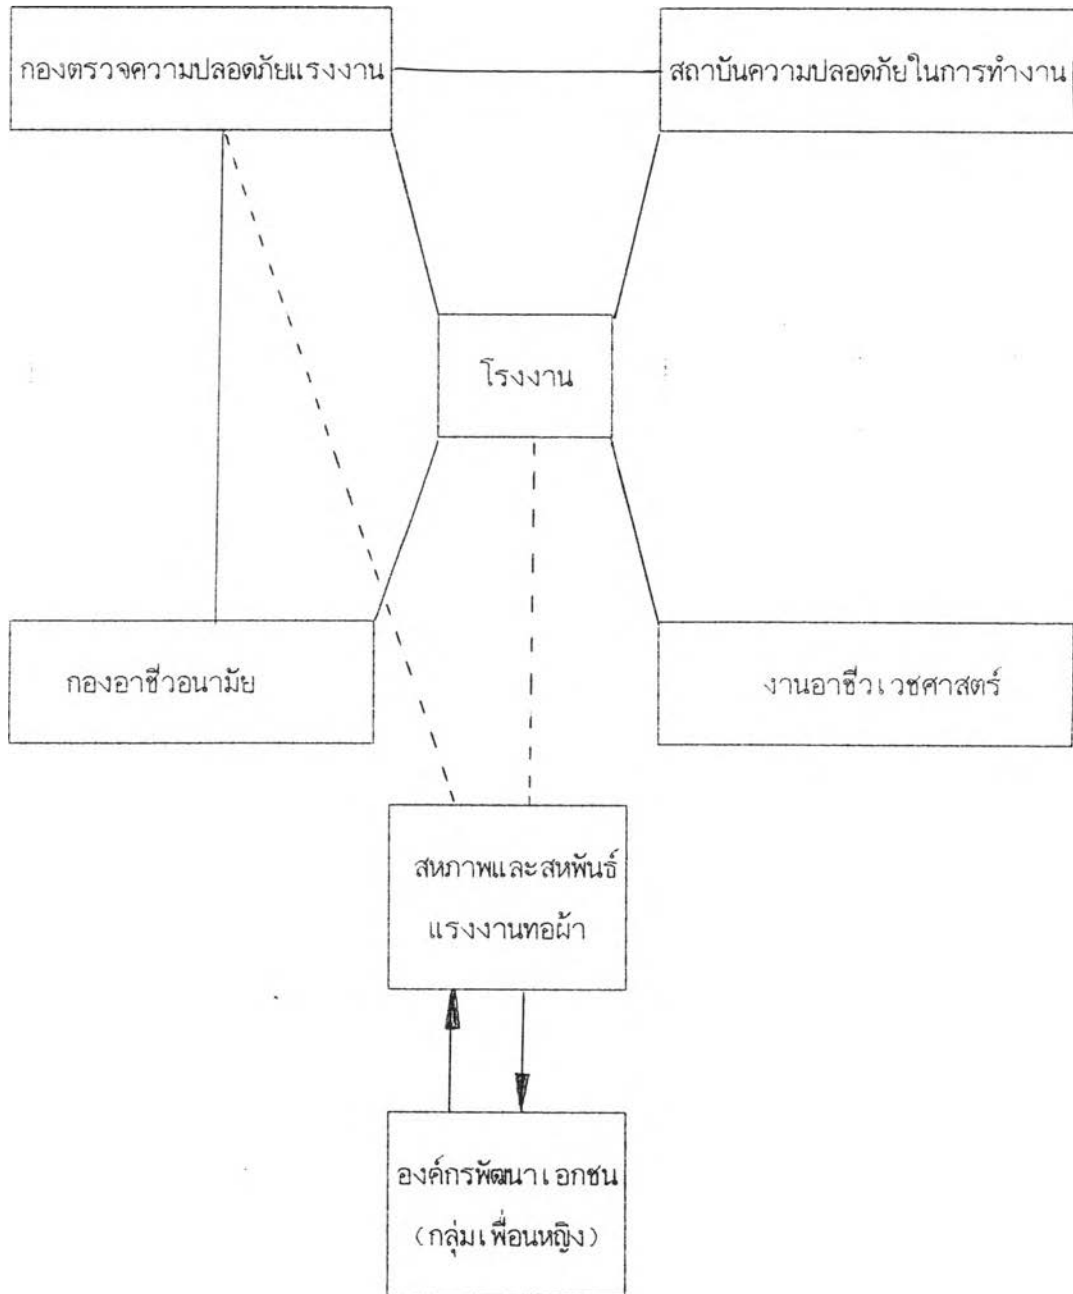 กองตรวจความปลอดภัยแรงงาน
สถาบันความปลอดภัยในการทำงาน
โรงงาน
กองอาชีวอนามัย
งานอาชีวเวชศาสตร์
สหภาพและสหพันธ์
แรงงานทอผ้า
องค์กรพัฒนาเอกชน
(กลุ่มเพื่อนหญิง)